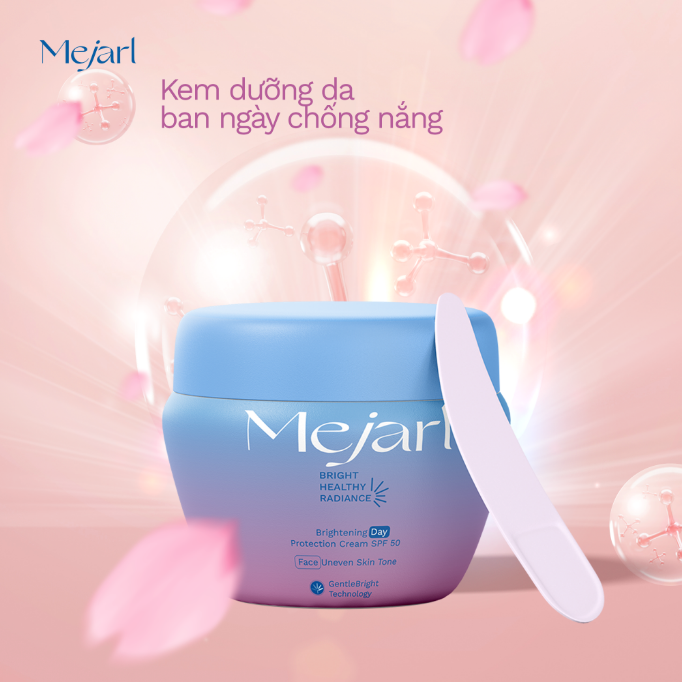 Mejarl
Kem dưỡng da
ban ngày chống nắng
Mejarl
BRIGHT
HEALTHY
RADIANCE
Brightening Day
Protection Cream SPF 50
Face Uneven Skin Tone
GentleBright
Technology